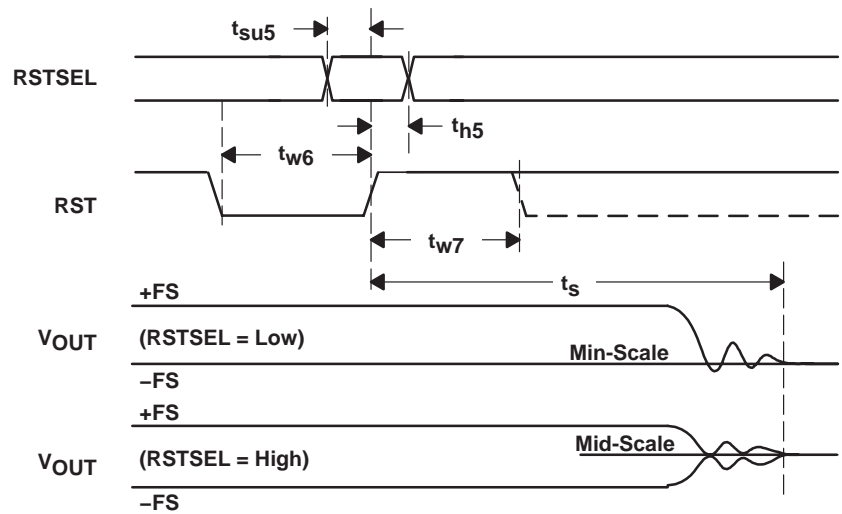 tsu5
RSTSEL
th5
tw6
RST
tw7
ts
+FS
VOUT (RSTSEL = Low)
Min-Scale
−FS
+FS
Mid-Scale
VOUT (RSTSEL = High)
−FS